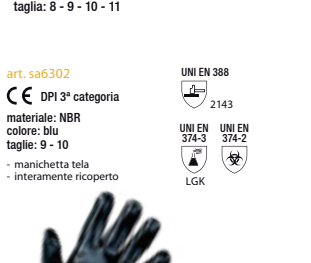 taglia: 8 - 9 - 10 - 11
art. sa6302
CE DPI 3ª categoria
materiale: NBR
colore: blu
taglie: 9 - 10
- manichetta tela
- interamente ricoperto
UNI EN 388
2143
UNI EN UNI EN
374-3 374-2
LGK